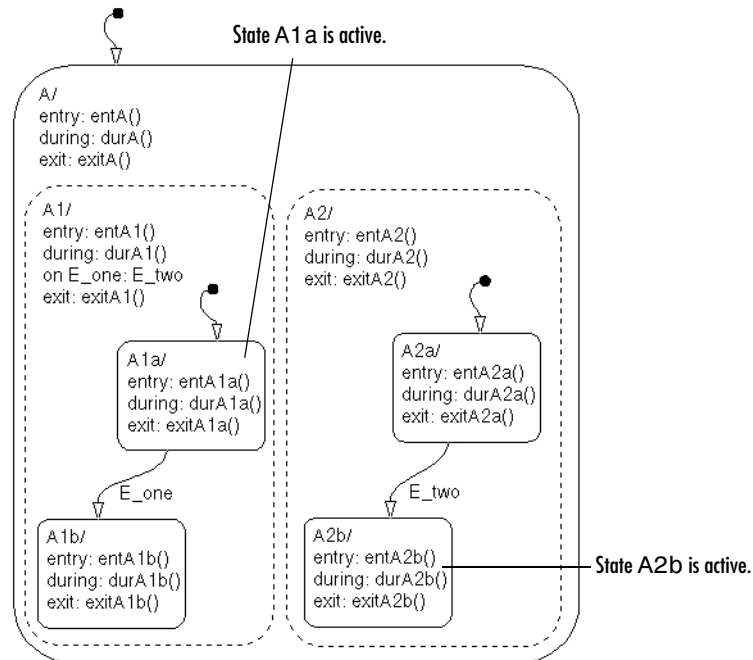 State A1a is active.
A/
entry: entA()
during: durA()
exit: exitA()
A1/
entry: entA1()
during: durA1()
on E_one: E_two
exit: exitA1()
A2/
entry: entA2()
during: durA2()
exit: exitA2()
A1a/
entry: entA1a()
during: durA1a()
exit: exitA1a()
A2a/
entry: entA2a()
during: durA2a()
exit: exitA2a()
E_one
E_two
A1b/
entry: entA1b()
during: durA1b()
exit: exitA1b()
A2b/
entry: entA2b()
during: durA2b()
exit: exitA2b()
State A2b is active.